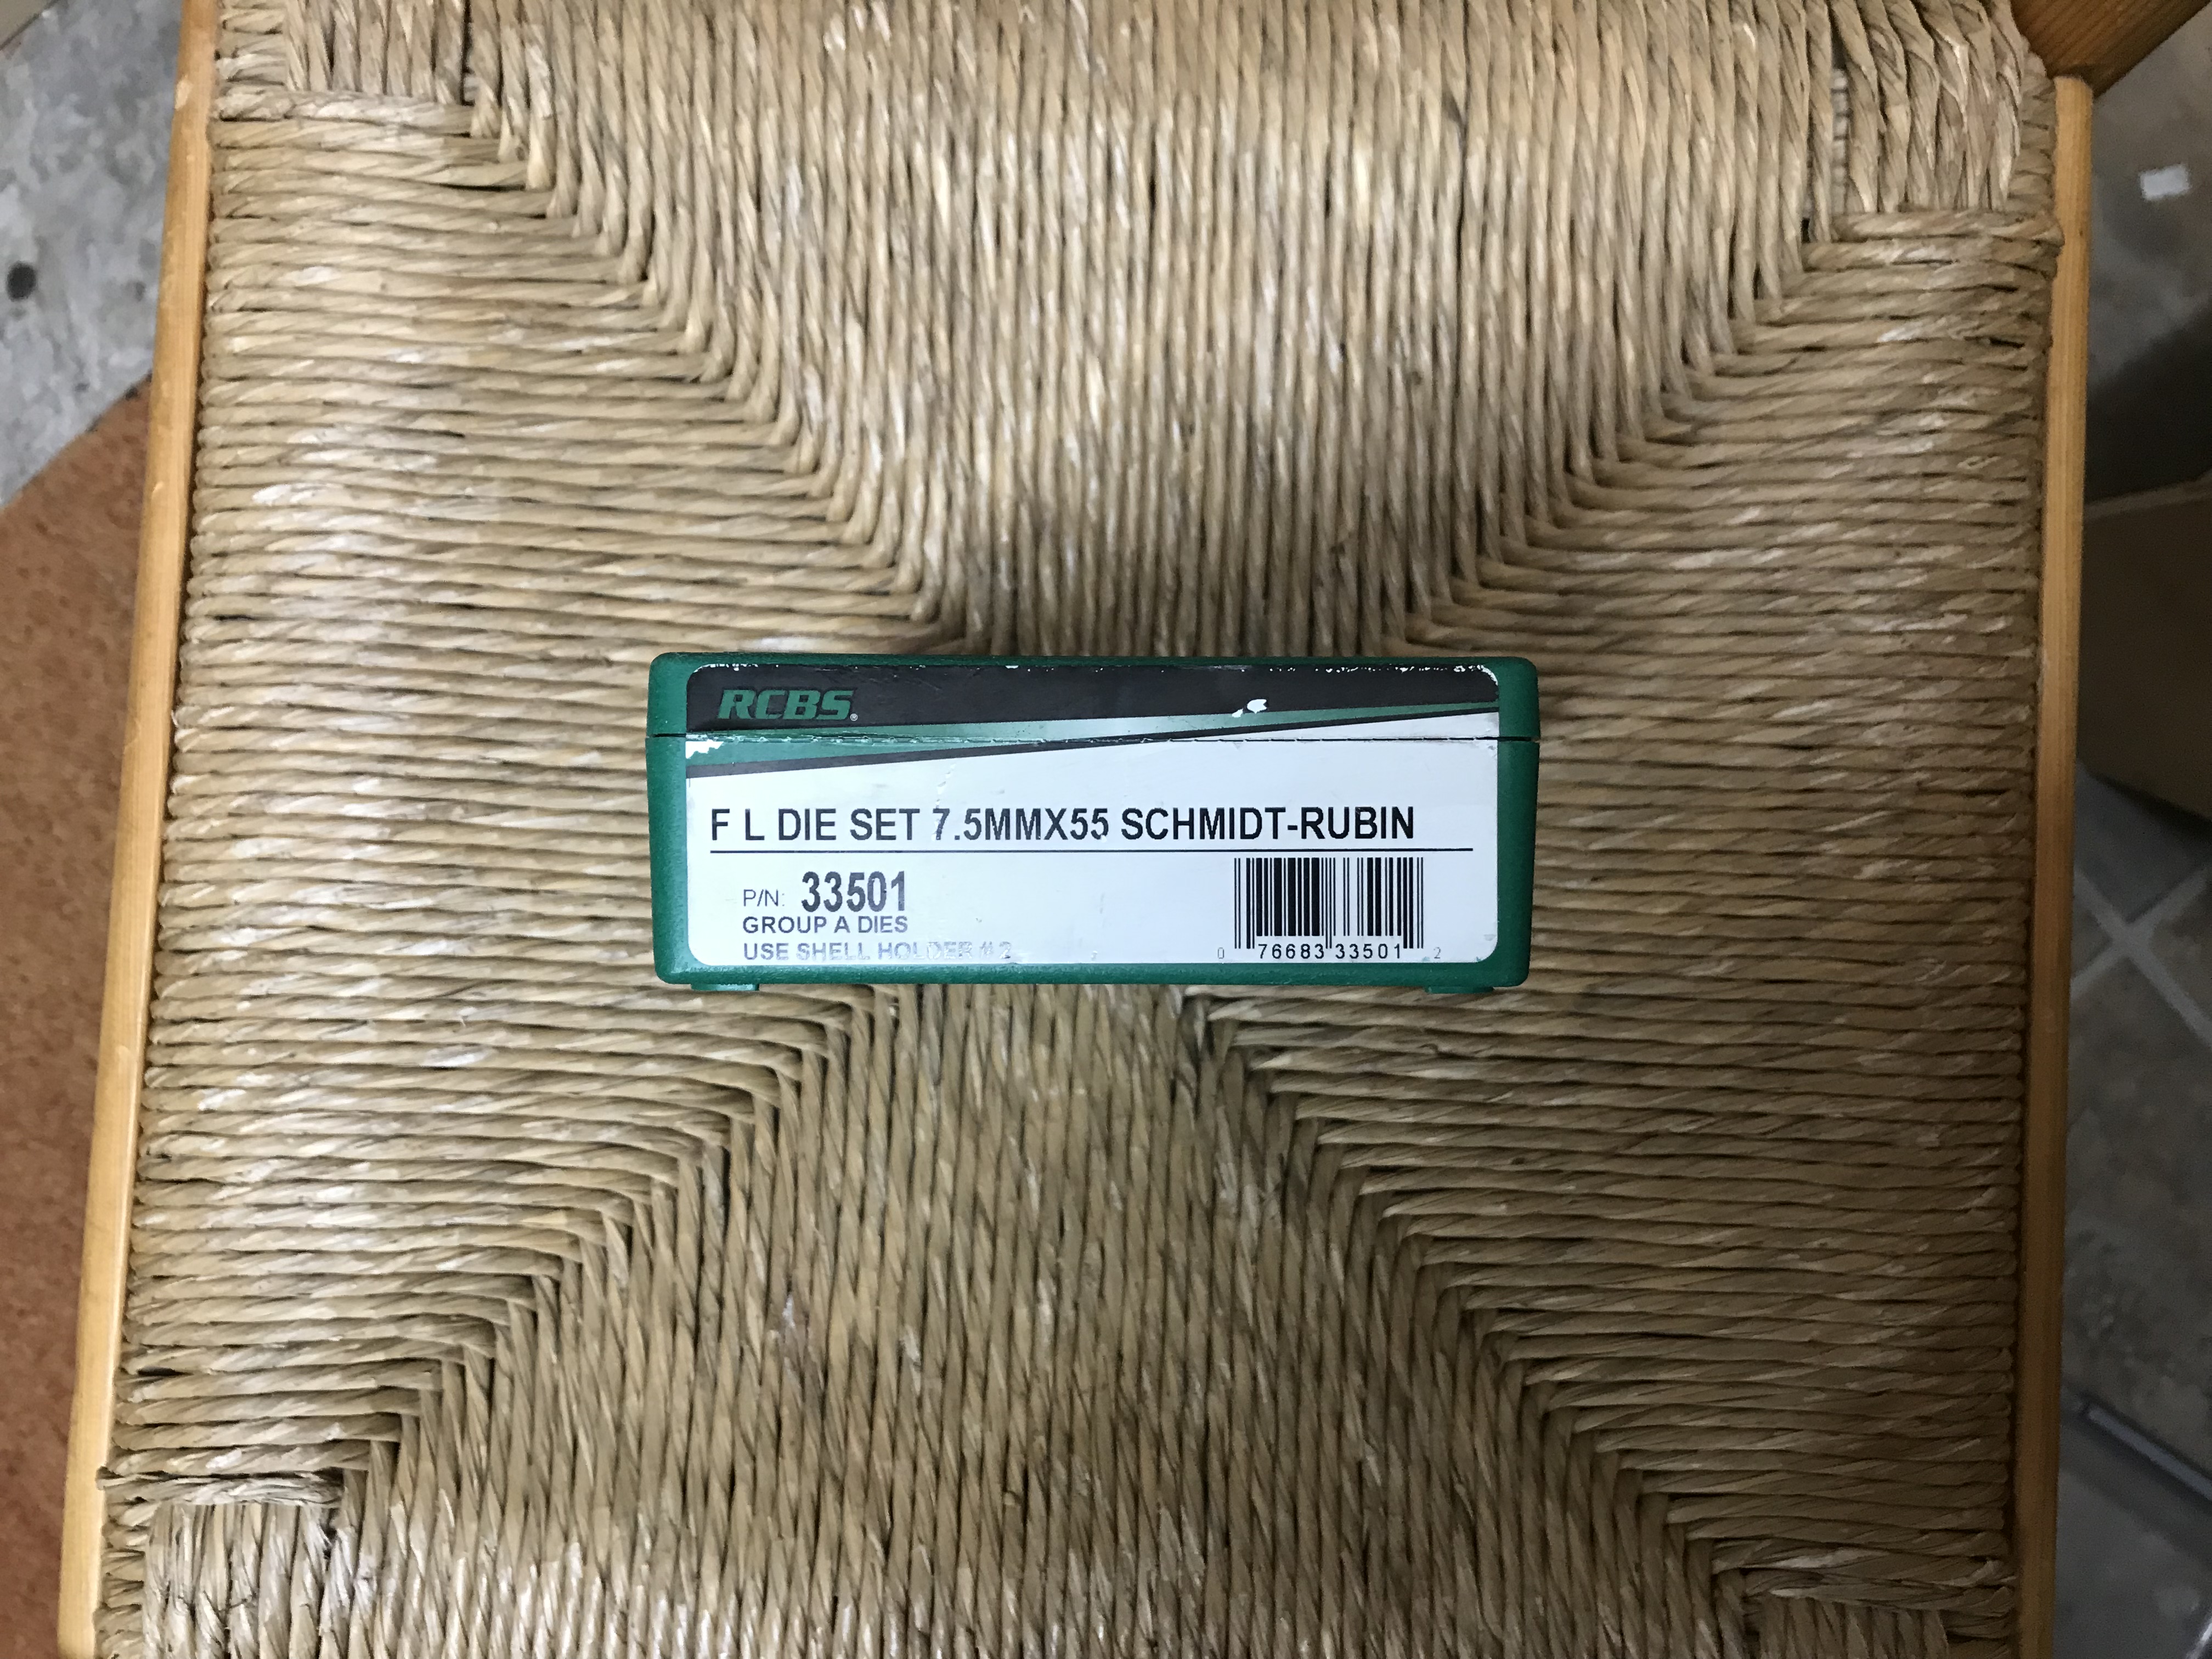 RCBS®
F L DIE SET 7.5MMX55 SCHMIDT-RUBIN
P/N: 33501
GROUP A DIES
USE SHELL HOLDER # 2
0 76683 33501 2